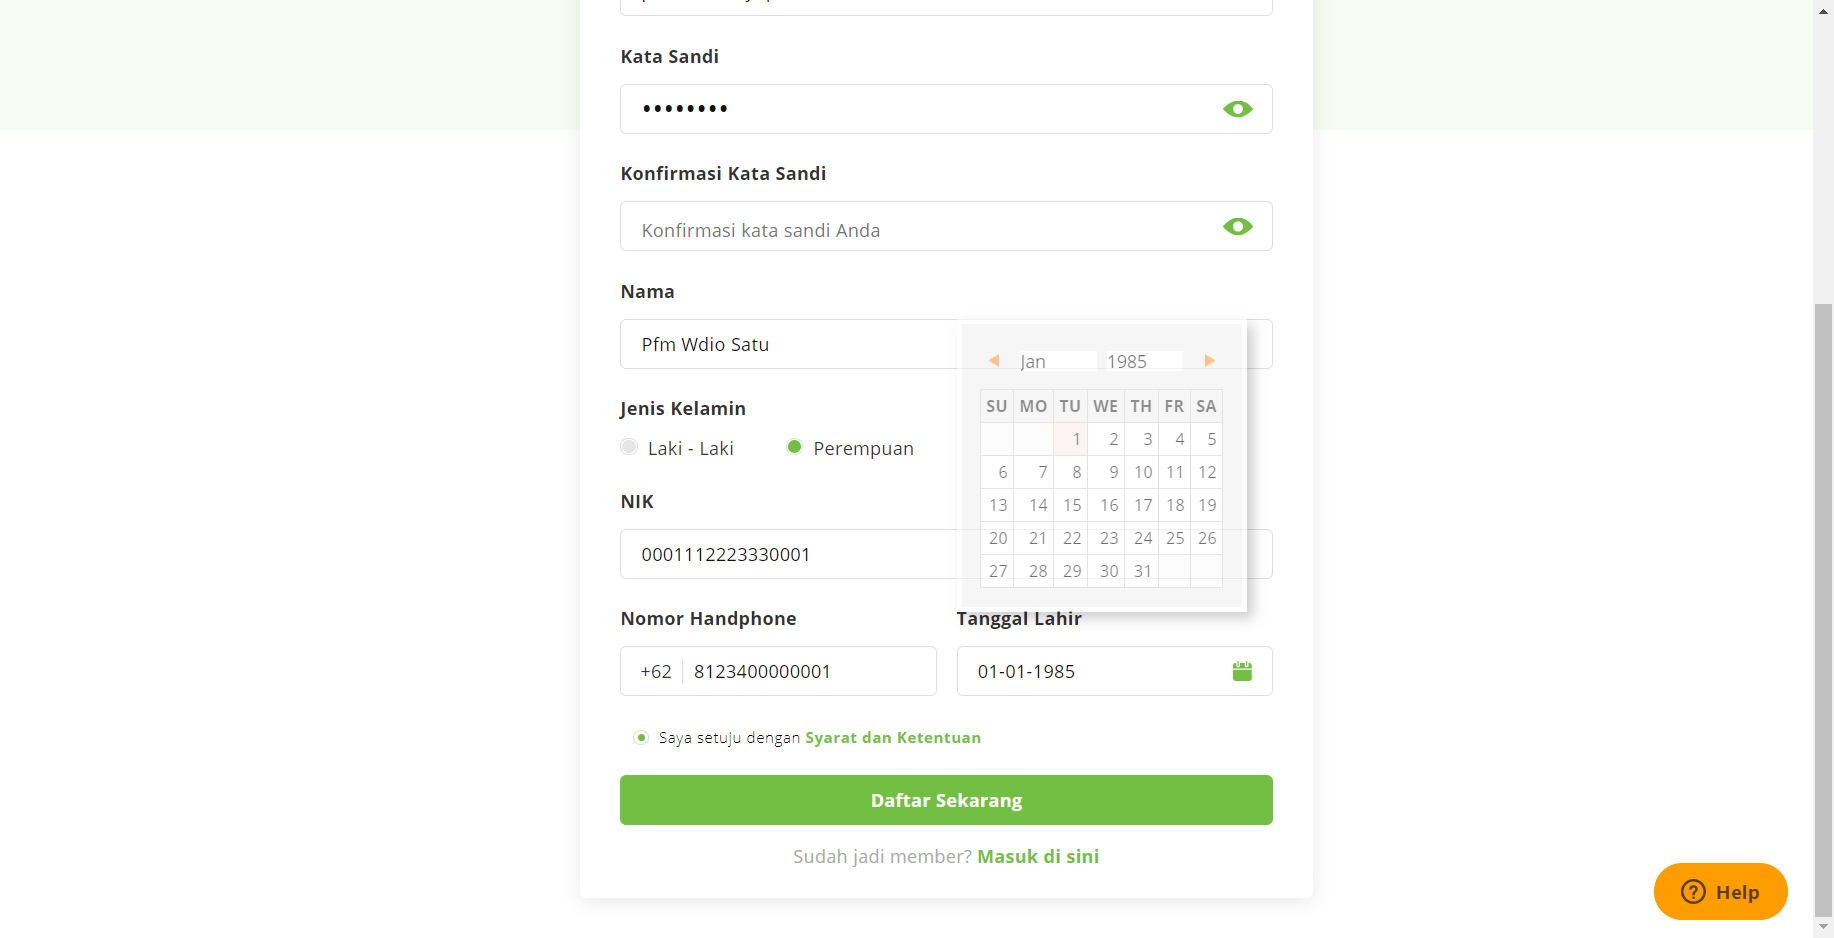 Kata Sandi
••••••••
Konfirmasi Kata Sandi
Konfirmasi kata sandi Anda
Nama
Pfm Wdio Satu
Jan 1985
SU MO TU WE TH FR SA
1 2 3 4 5
6 7 8 9 10 11 12
13 14 15 16 17 18 19
20 21 22 23 24 25 26
27 28 29 30 31
Jenis Kelamin
Laki - Laki Perempuan
NIK
0001112223330001
Nomor Handphone Tanggal Lahir
+62 8123400000001 01-01-1985
Saya setuju dengan Syarat dan Ketentuan
Daftar Sekarang
Sudah jadi member? Masuk di sini
Help